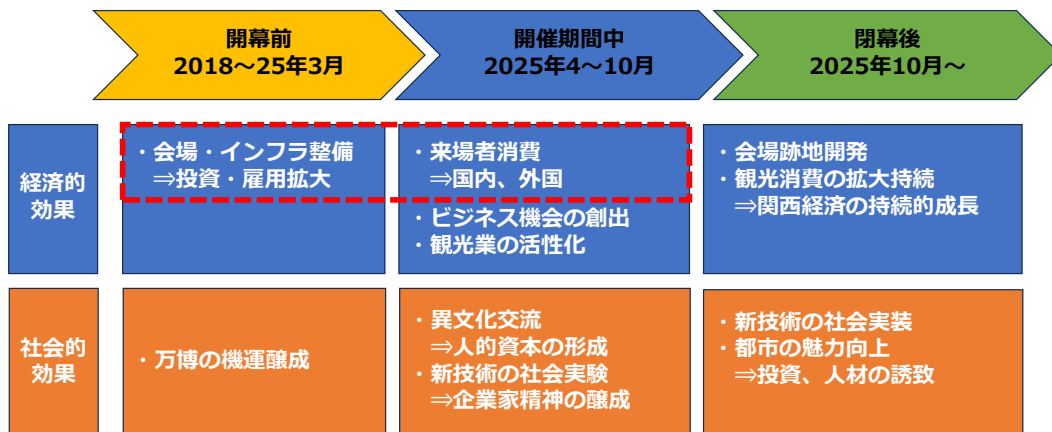 開幕前
2018～25年3月
開催期間中
2025年4～10月
閉幕後
2025年10月～
経済的
効果
・会場・インフラ整備
⇒投資・雇用拡大
・来場者消費
⇒国内、外国
・ビジネス機会の創出
・観光業の活性化
・会場跡地開発
・観光消費の拡大持続
⇒関西経済の持続的成長
社会的
効果
・万博の機運醸成
・異文化交流
⇒人的資本の形成
・新技術の社会実験
⇒企業家精神の醸成
・新技術の社会実装
・都市の魅力向上
⇒投資、人材の誘致